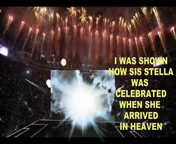 I WAS SHOWN
HOW SIS STELLA
WAS
CELEBRATED
WHEN SHE
ARRIVED
IN HEAVEN